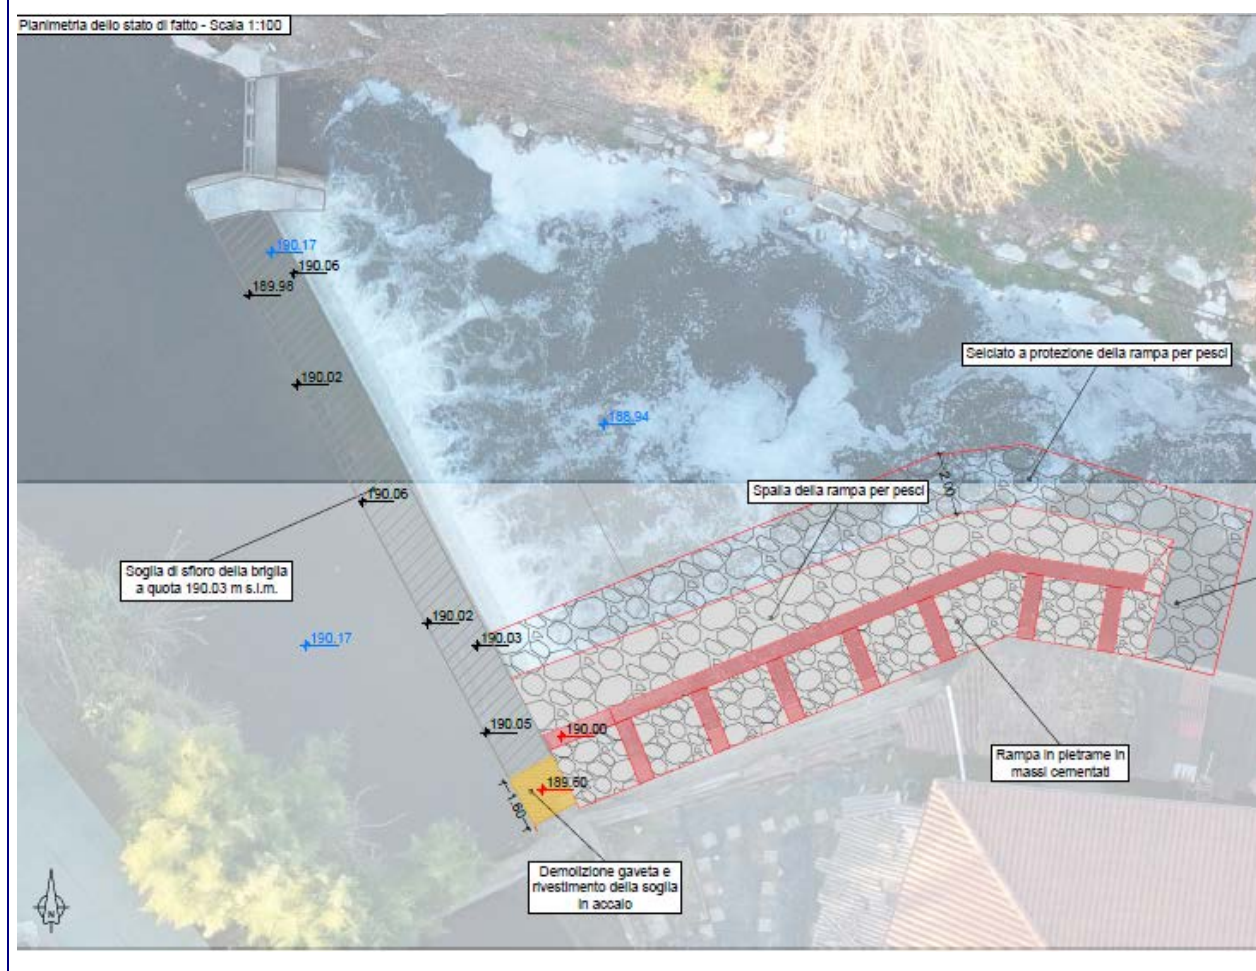 Planimetria dello stato di fatto - Scala 1:100
190.17
190.06
189.98
190.02
Selciato a protezione della rampa per pesci
188.94
2.00
Spalla della rampa per pesci
190.06
Soglia di sfioro della briglia
a quota 190.03 m s.l.m.
190.02
190.03
190.17
190.05
190.00
Rampa in pietrame in
massi cementati
189.60
1.60
Demolizione gaveta e
rivestimento della soglia
in acciaio
N